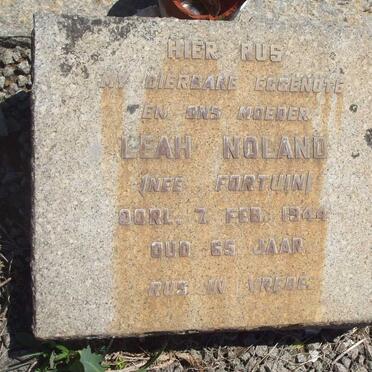 HIER RUS
MY DIERBARE EGGENOTE
EN ONS MOEDER
LEAH NOLAND
(NEE FORTUIN)
OORL. 7. FEB. 1944
OUD 65 JAAR
RUS IN VREDE